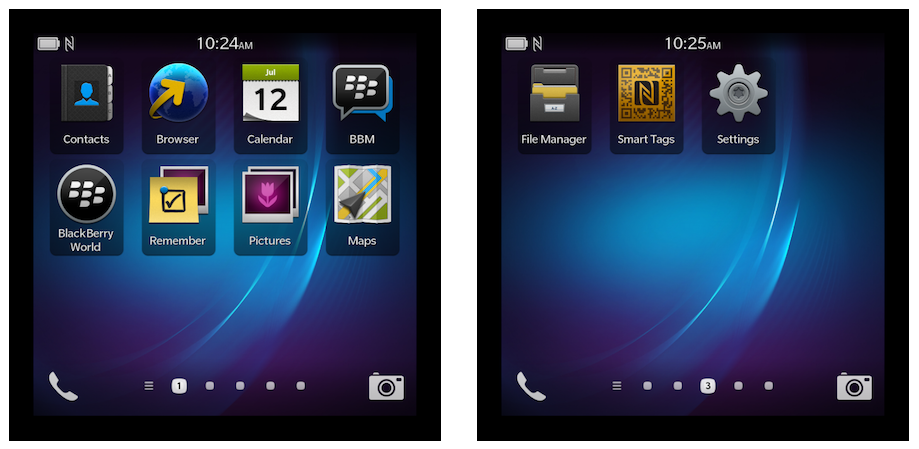 10:24AM
Contacts
Browser
Jul
12
Calendar
BBM
BlackBerry
World
Remember
Pictures
Maps
1
10:25AM
File Manager
A-Z
Smart Tags
Settings
3